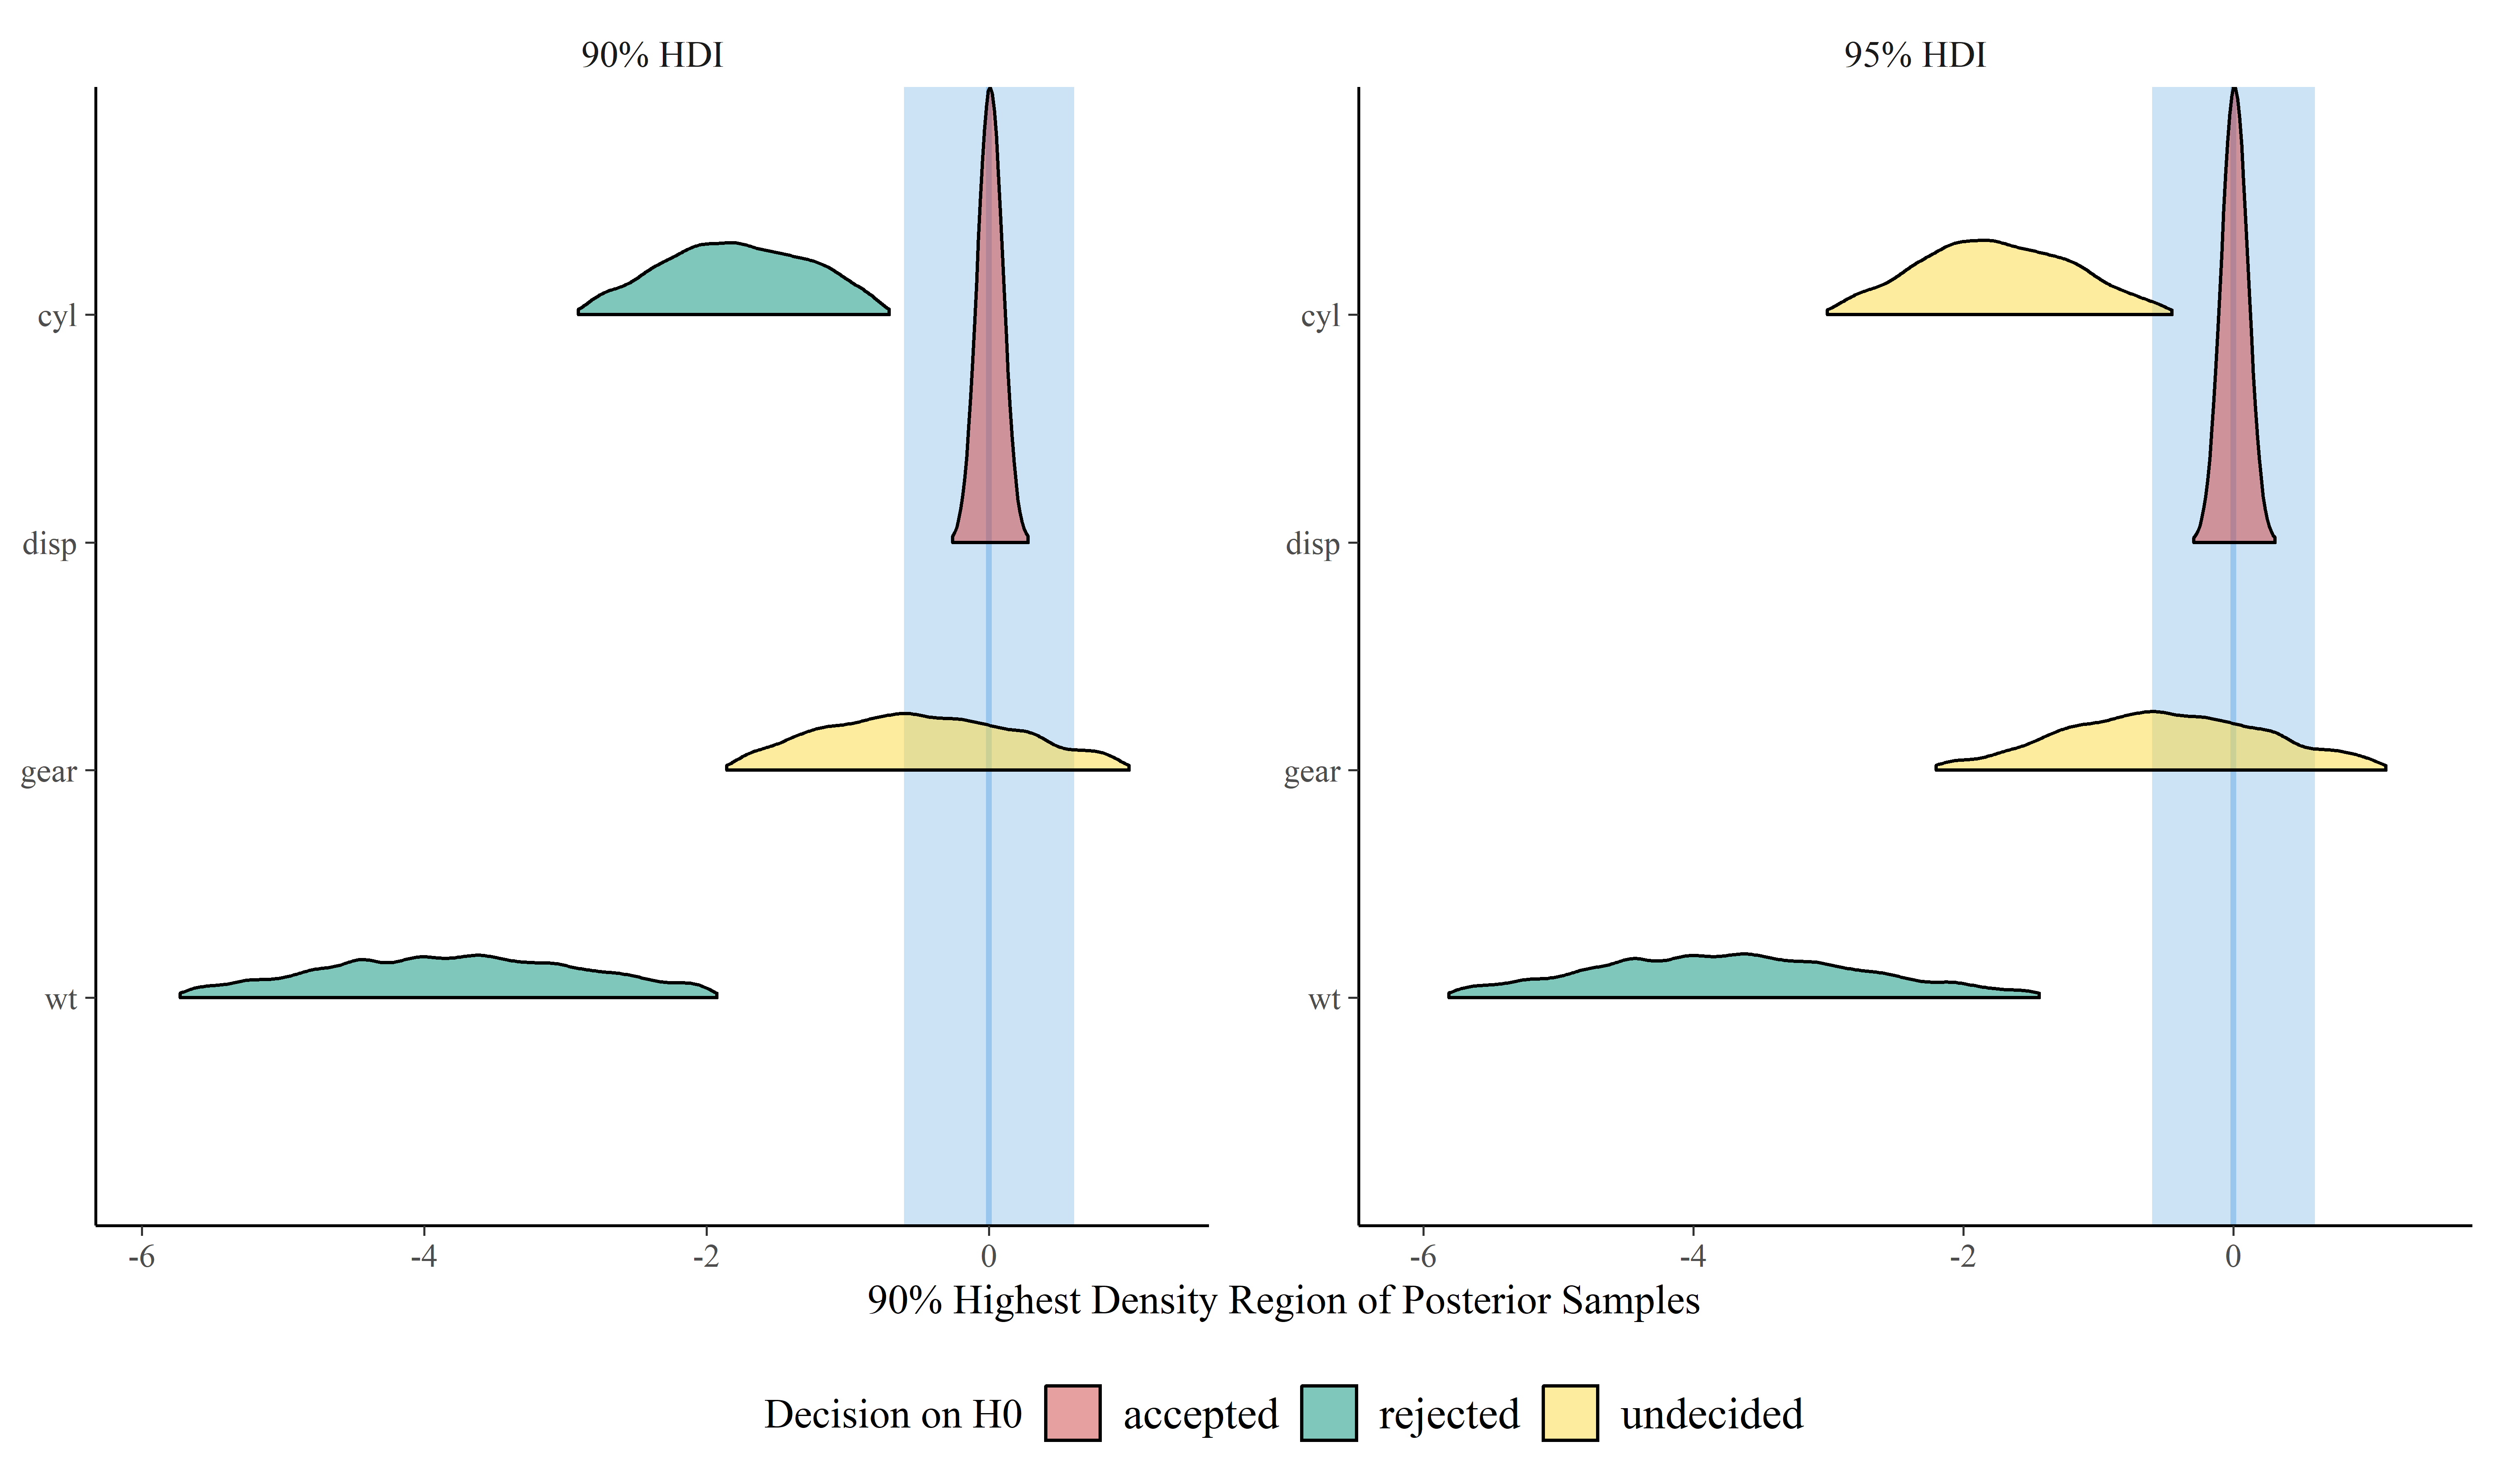 90% HDI
95% HDI
cyl
disp
gear
wt
cyl
disp
gear
wt
-6 -4 -2 0
-6 -4 -2 0
90% Highest Density Region of Posterior Samples
Decision on H0 accepted rejected undecided